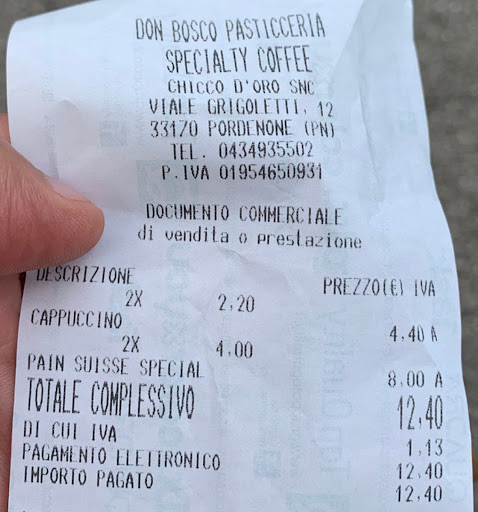 DON BOSCO PASTICCERIA
SPECIALTY COFFEE
CHICCO D'ORO SNC
VIALE GRIGOLETTI, 12
33170 PORDENONE (PN)
TEL. 0434935502
P.IVA 01954650931
DOCUMENTO COMMERCIALE
di vendita o prestazione
DESCRIZIONE PREZZO(€) IVA
2X 2,20
CAPPUCCINO 4,40 A
2X 4,00
PAIN SUISSE SPECIAL 8,00 A
TOTALE COMPLESSIVO 12,40
DI CUI IVA 1,13
PAGAMENTO ELETTRONICO 12,40
IMPORTO PAGATO 12,40